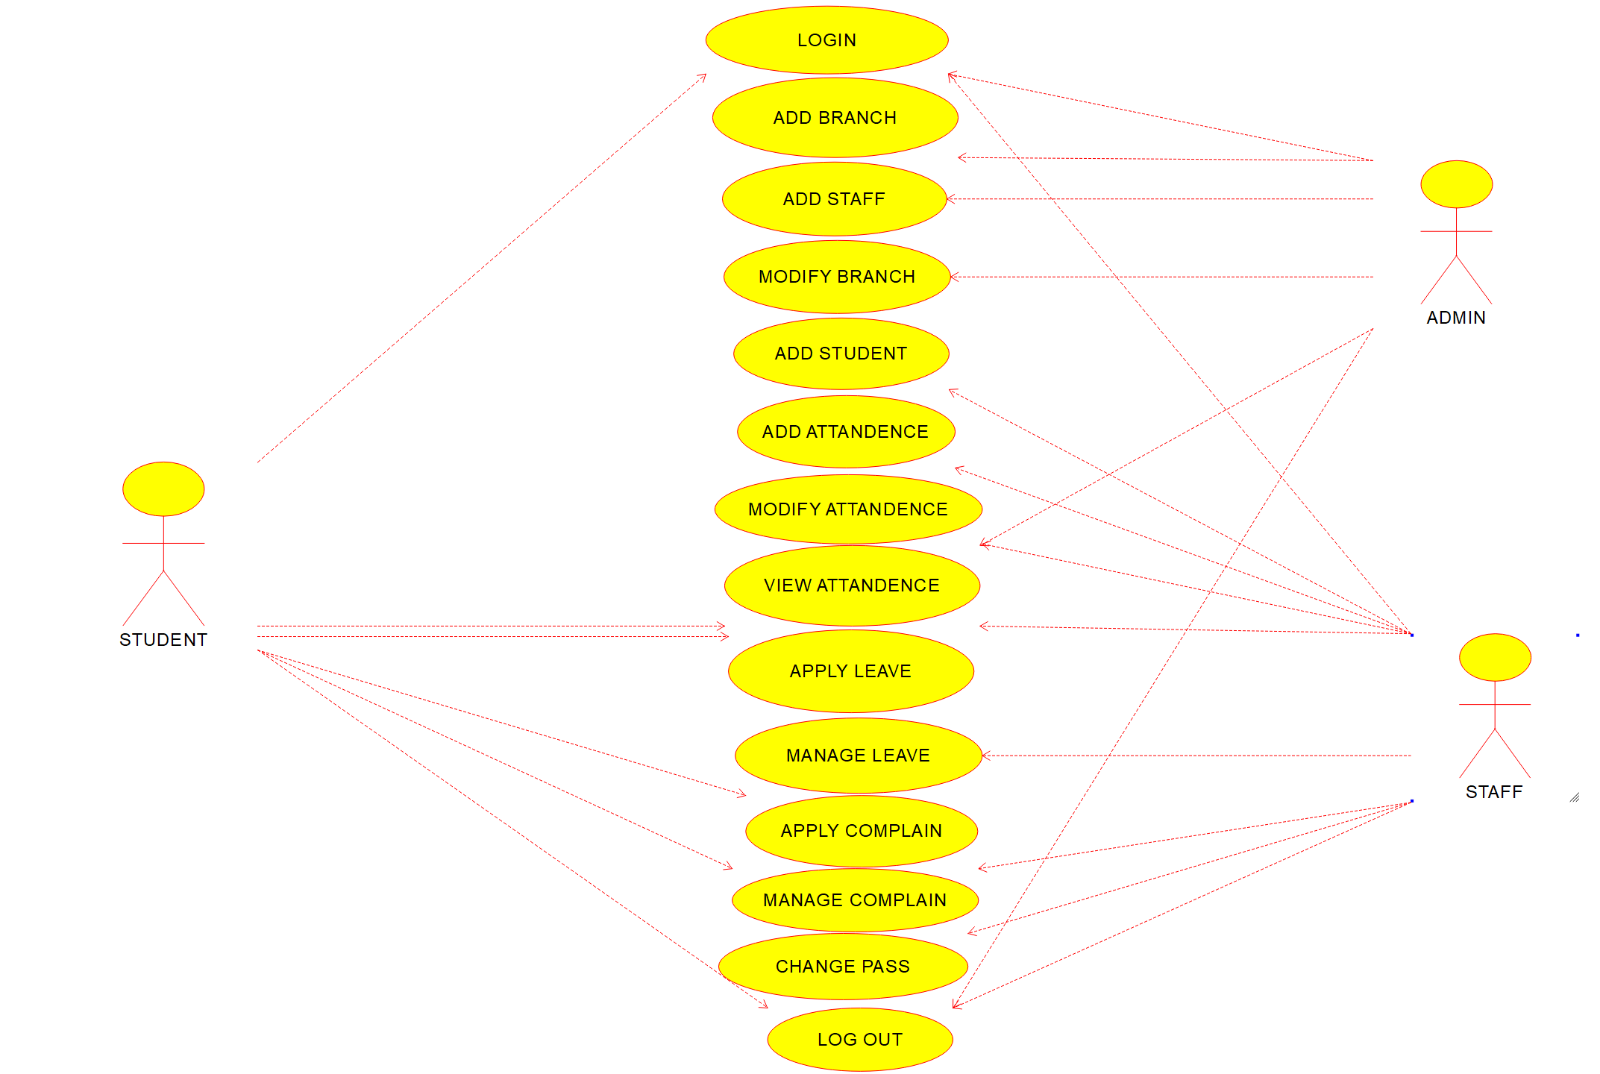 LOGIN
ADD BRANCH
ADD STAFF
MODIFY BRANCH
ADMIN
ADD STUDENT
ADD ATTANDENCE
MODIFY ATTANDENCE
VIEW ATTANDENCE
STUDENT
APPLY LEAVE
MANAGE LEAVE
STAFF
APPLY COMPLAIN
MANAGE COMPLAIN
CHANGE PASS
LOG OUT